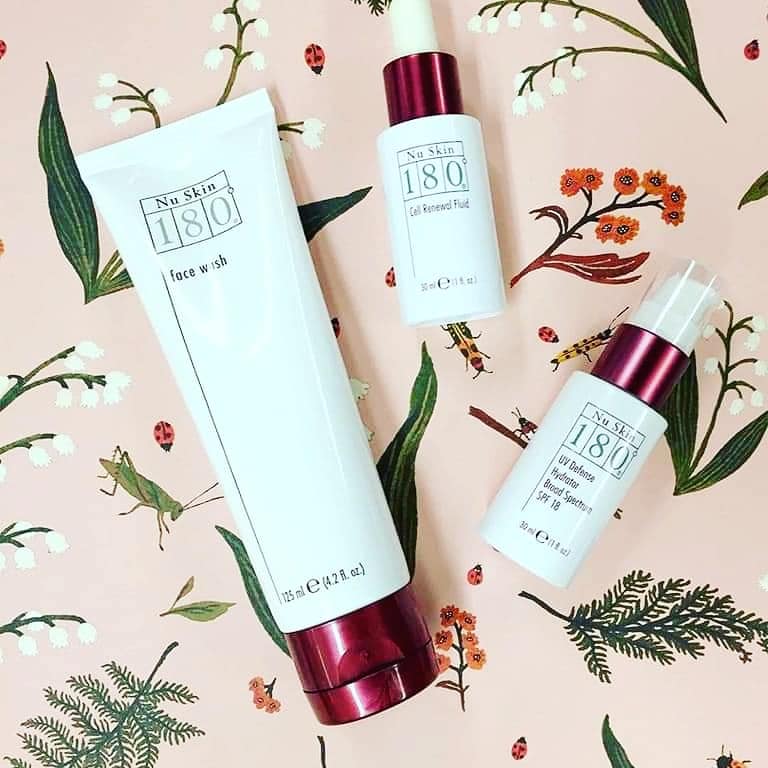 Nu Skin
180°
face wash
125 ml e (4.2 fl. oz.)
Nu Skin
180°
Cell Renewal Fluid
30 ml e (1 fl. oz.)
Nu Skin
180°
UV Defense
Hydrator
Broad Spectrum
SPF 18
30 ml e (1 fl. oz.)